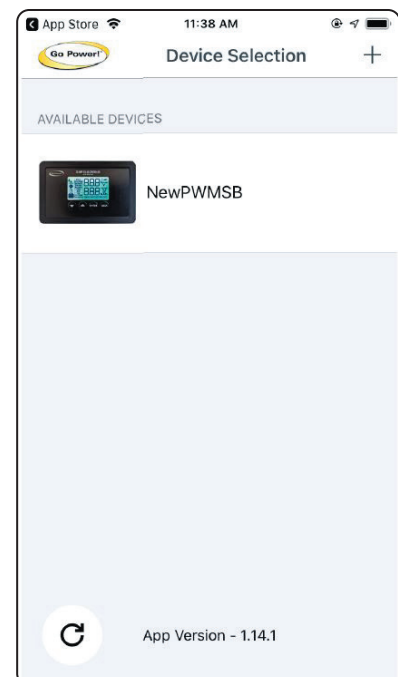 App Store 11:38 AM
Go Power!
Device Selection
AVAILABLE DEVICES
NewPWMSB
App Version - 1.14.1